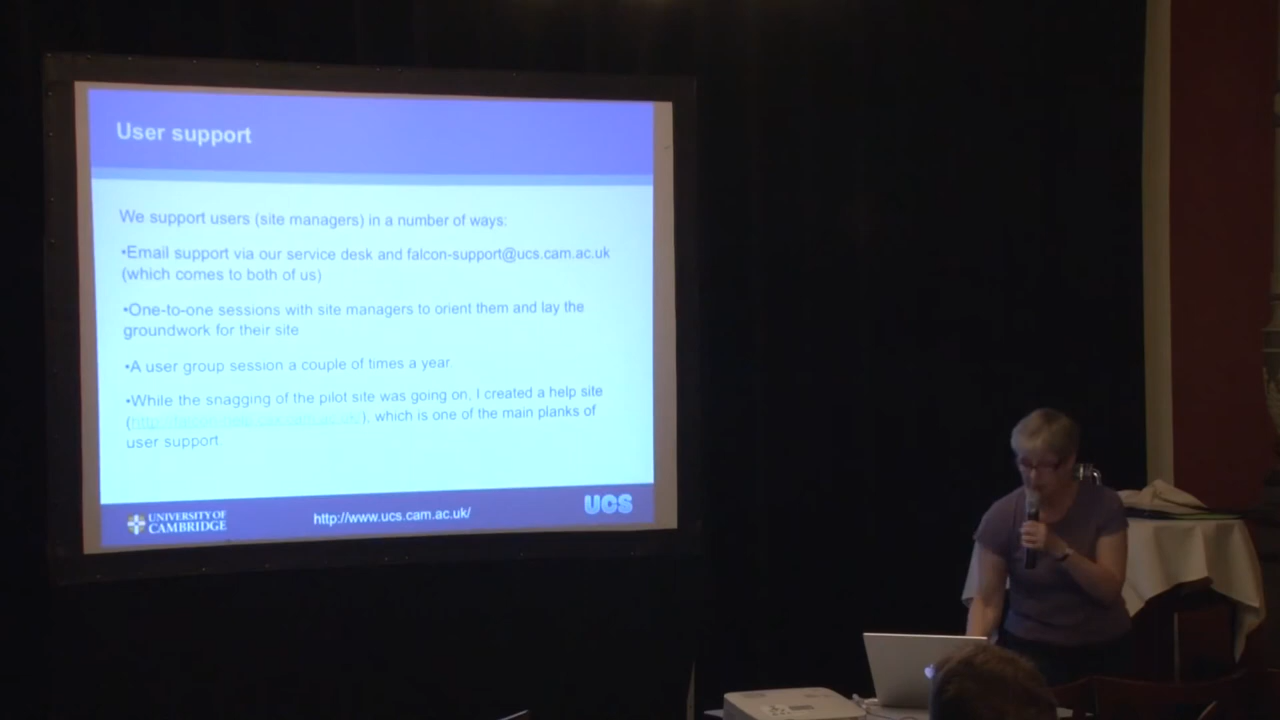 User support
We support users (site managers) in a number of ways:
•Email support via our service desk and falcon-support@ucs.cam.ac.uk
(which comes to both of us)
•One-to-one sessions with site managers to orient them and lay the
groundwork for their site
•A user group session a couple of times a year
•While the snagging of the pilot site was going on, I created a help site
( ), which is one of the main planks of
user support
UNIVERSITY OF
CAMBRIDGE
http://www.ucs.cam.ac.uk/
UCS